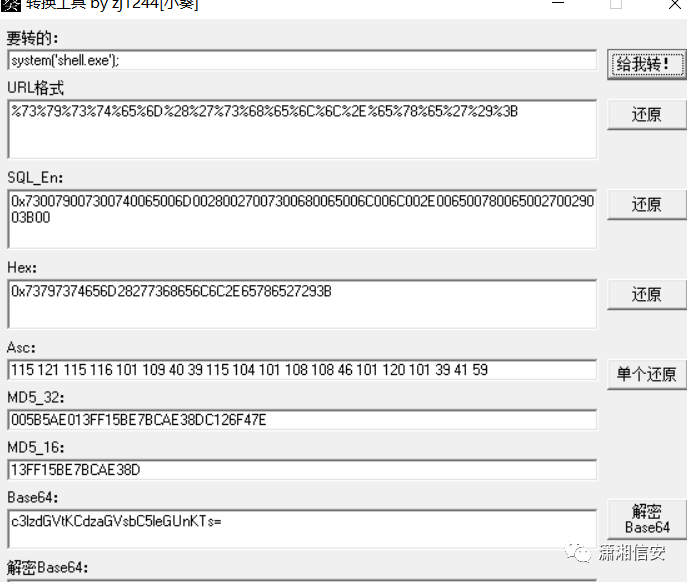 转换工具 by zj1244[小葵]
要转的:
system('shell.exe');
给我转!
URL格式
%73%79%73%74%65%6D%28%27%73%68%65%6C%6C%2E%65%78%65%27%29%3B
还原
SQL_En:
0x730079007300740065006D00280027007300680065006C006C002E006500780065002700290
03B00
还原
Hex:
0x73797374656D28277368656C6C2E65786527293B
还原
Asc:
115 121 115 116 101 109 40 39 115 104 101 108 108 46 101 120 101 39 41 59
单个还原
MD5_32:
005B5AE013FF15BE7BCAE38DC126F47E
MD5_16:
13FF15BE7BCAE38D
Base64:
c3lzdGVtKCdzaGVsbC5leGUnKTs=
解密
Base64
解密Base64:
潇湘信安